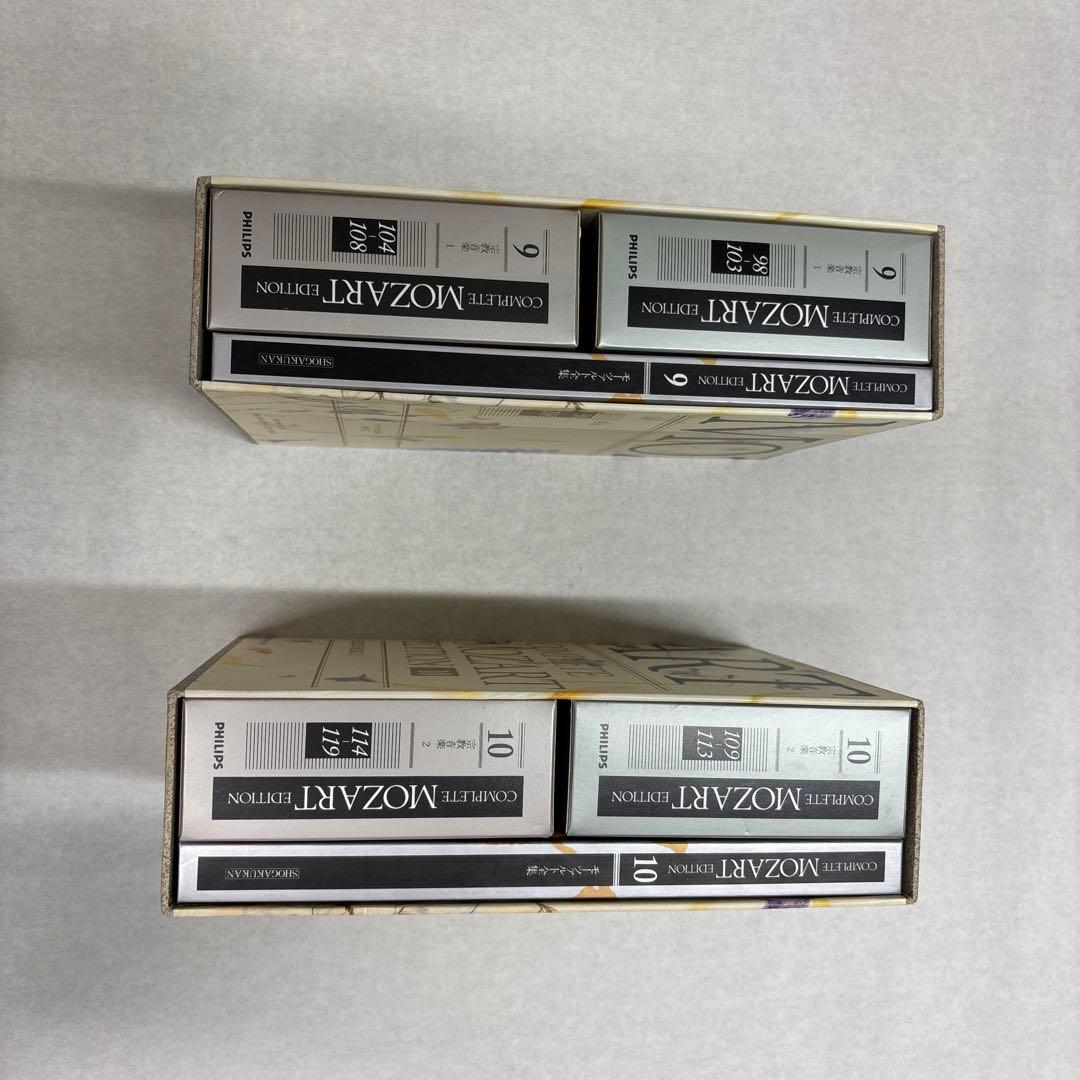 COMPLETE MOZART EDITION
9
宗教音楽
1
98
103
PHILIPS
COMPLETE MOZART EDITION
9
宗教音楽
1
104
108
PHILIPS
COMPLETE MOZART EDITION
9
モーツァルト全集
SHOGAKUKAN
COMPLETE MOZART EDITION
10
宗教音楽
2
109
113
COMPLETE MOZART EDITION
10
宗教音楽
2
114
119
PHILIPS
COMPLETE MOZART EDITION
10
モーツァルト全集
SHOGAKUKAN